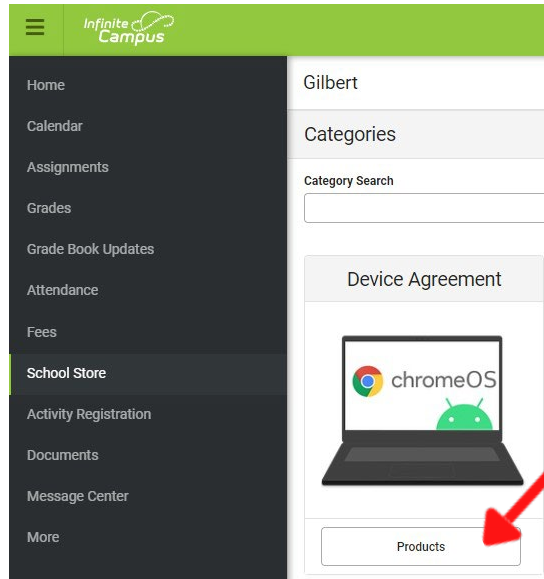 Infinite
Campus
Home
Calendar
Assignments
Grades
Grade Book Updates
Attendance
Fees
School Store
Activity Registration
Documents
Message Center
More
Gilbert
Categories
Category Search
Device Agreement
chromeOS
Products